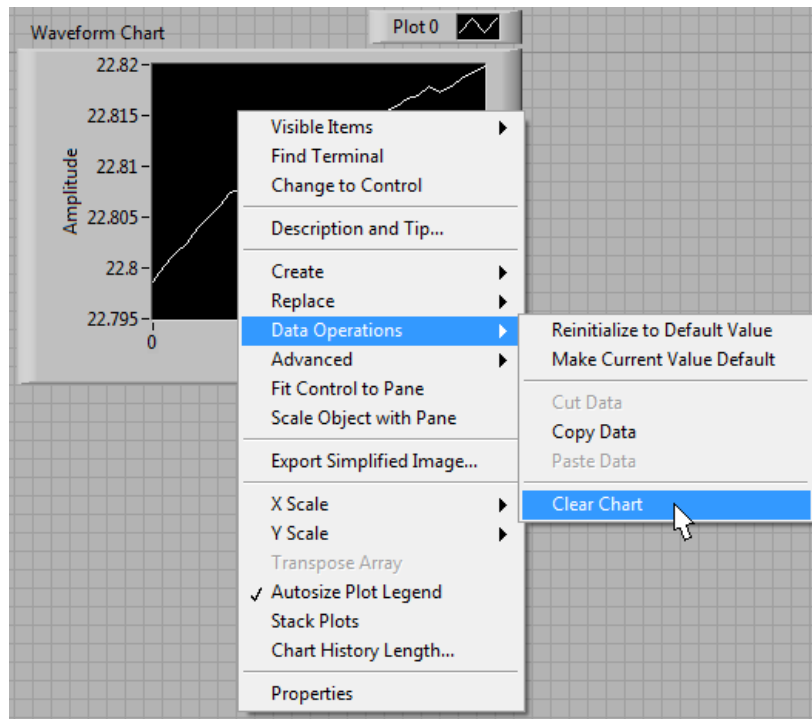 Waveform Chart
Plot 0
22.82
22.815
22.81
22.805
22.8
22.795
Amplitude
0
Visible Items
Find Terminal
Change to Control
Description and Tip...
Create
Replace
Data Operations
Advanced
Fit Control to Pane
Scale Object with Pane
Export Simplified Image...
X Scale
Y Scale
Transpose Array
Autosize Plot Legend
Stack Plots
Chart History Length...
Properties
Reinitialize to Default Value
Make Current Value Default
Cut Data
Copy Data
Paste Data
Clear Chart